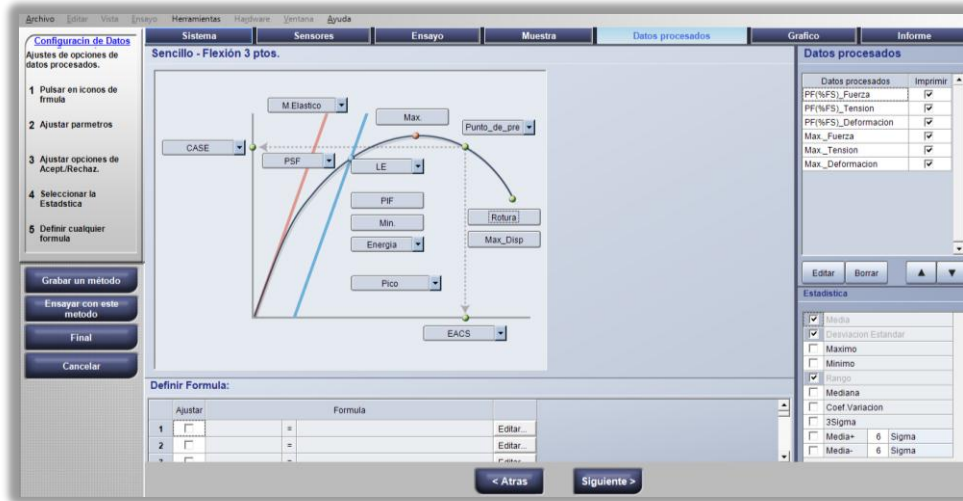 Archivo Editar Vista Ensayo Herramientas Hardware Ventana Ayuda
Sistema Sensores Ensayo Muestra Datos procesados Grafico Informe
Configuracin de Datos
Ajustes de opciones de
datos procesados.
1 Pulsar en iconos de
frmula
2 Ajustar parmetros
3 Ajustar opciones de
Acept./Rechaz.
4 Seleccionar la
Estadstica
5 Definir cualquier
formula
Grabar un método
Ensayar con este
metodo
Final
Cancelar
Sencillo - Flexión 3 ptos.
M.Elastico
Max.
Punto_de_pre
CASE
PSF
LE
PIF
Min.
Rotura
Energia
Max_Disp
Pico
EACS
Definir Formula:
Ajustar Formula
1 = Editar...
2 = Editar...
< Atras Siguiente >
Datos procesados
Datos procesados Imprimir
PF(%FS)_Fuerza
PF(%FS)_Tension
PF(%FS)_Deformacion
Max._Fuerza
Max._Tension
Max._Deformacion
Editar Borrar
Estadistica
Media
Desviacion Estandar
Maximo
Minimo
Rango
Mediana
Coef.Variacion
3Sigma
Media+ 6 Sigma
Media- 6 Sigma